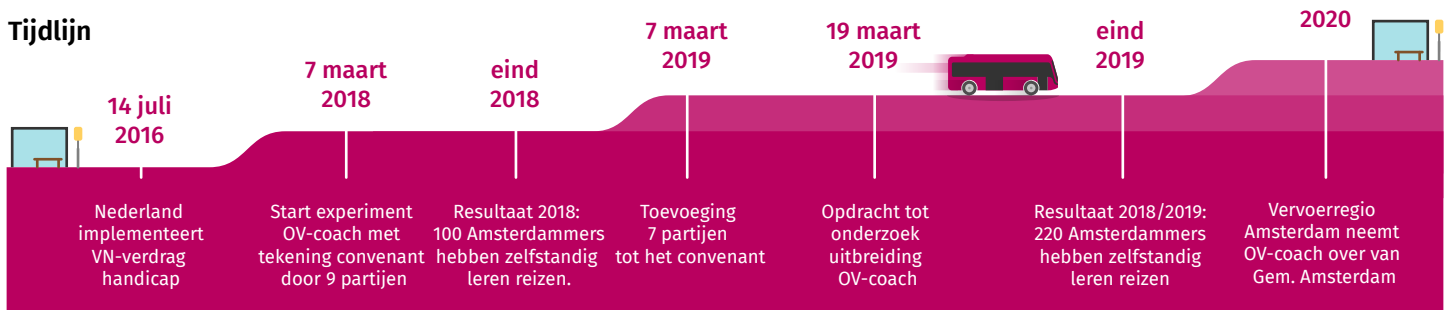 Tijdlijn
14 juli
2016
Nederland
implementeert
VN-verdrag
handicap
7 maart
2018
Start experiment
OV-coach met
tekening convenant
door 9 partijen
eind
2018
Resultaat 2018:
100 Amsterdammers
hebben zelfstandig
leren reizen.
7 maart
2019
Toevoeging
7 partijen
tot het convenant
19 maart
2019
Opdracht tot
onderzoek
uitbreiding
OV-coach
eind
2019
Resultaat 2018/2019:
220 Amsterdammers
hebben zelfstandig
leren reizen
2020
Vervoerregio
Amsterdam neemt
OV-coach over van
Gem. Amsterdam